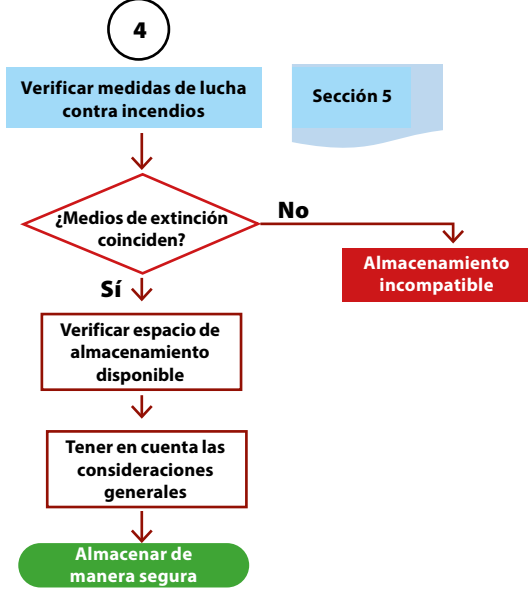 4
Verificar medidas de lucha
contra incendios
Sección 5
¿Medios de extinción
coinciden?
No
Almacenamiento
incompatible
Sí
Verificar espacio de
almacenamiento
disponible
Tener en cuenta las
consideraciones
generales
Almacenar de
manera segura